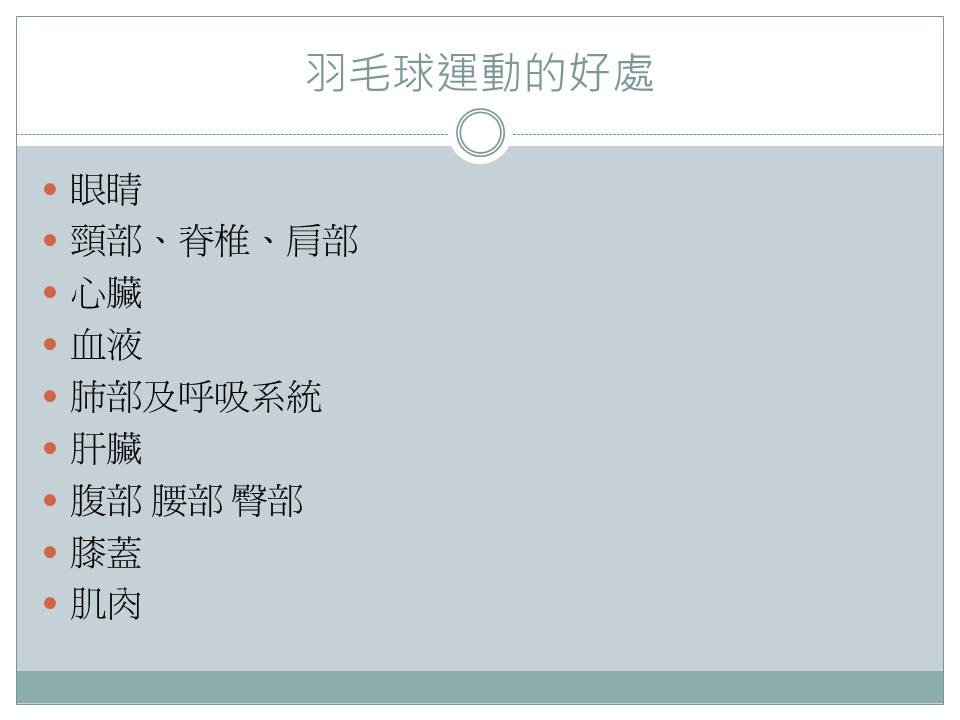 羽毛球運動的好處
眼睛
頸部、脊椎、肩部
心臟
血液
肺部及呼吸系統
肝臟
腹部 腰部 臀部
膝蓋
肌肉